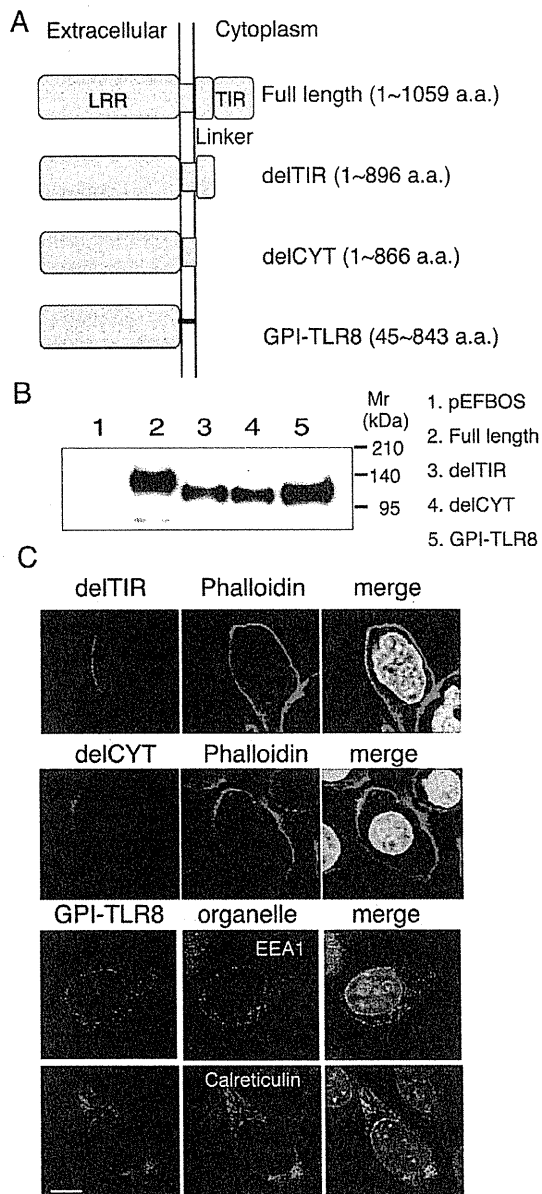 A
Extracellular Cytoplasm
LRR TIR Full length (1~1059 a.a.)
Linker
delTIR (1~896 a.a.)
delCYT (1~866 a.a.)
GPI-TLR8 (45~843 a.a.)
B
1 2 3 4 5
Mr
(kDa)
210
140
95
1. pEFBOS
2. Full length
3. delTIR
4. delCYT
5. GPI-TLR8
C
delTIR Phalloidin merge
delCYT Phalloidin merge
GPI-TLR8 organelle merge
EEA1
Calreticulin